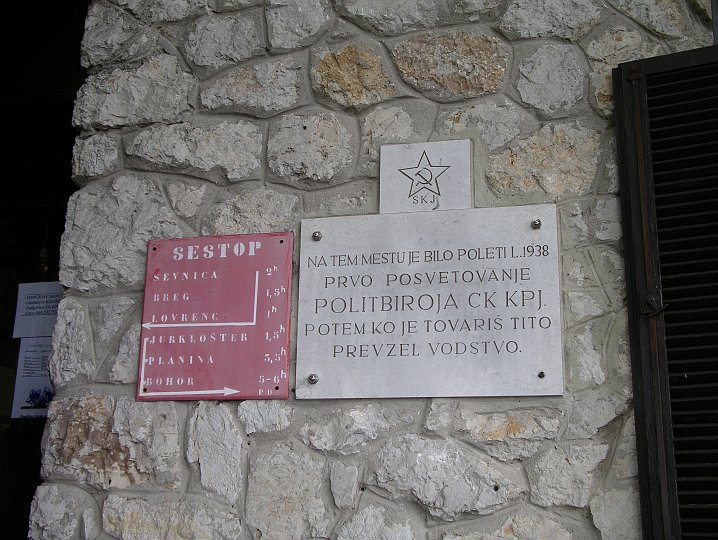 SESTOP
SEVNICA 2h
BREG 1,5h
LOVRENC 1h
JURKLOŠTER 1,5h
PLANINA 3,5h
BOHOR 5-6h
PD
SKJ
NA TEM MESTU JE BILO POLETI L.1938
PRVO POSVETOVANJE
POLITBIROJA CK KPJ.
POTEM KO JE TOVARIŠ TITO
PREVZEL VODSTVO.